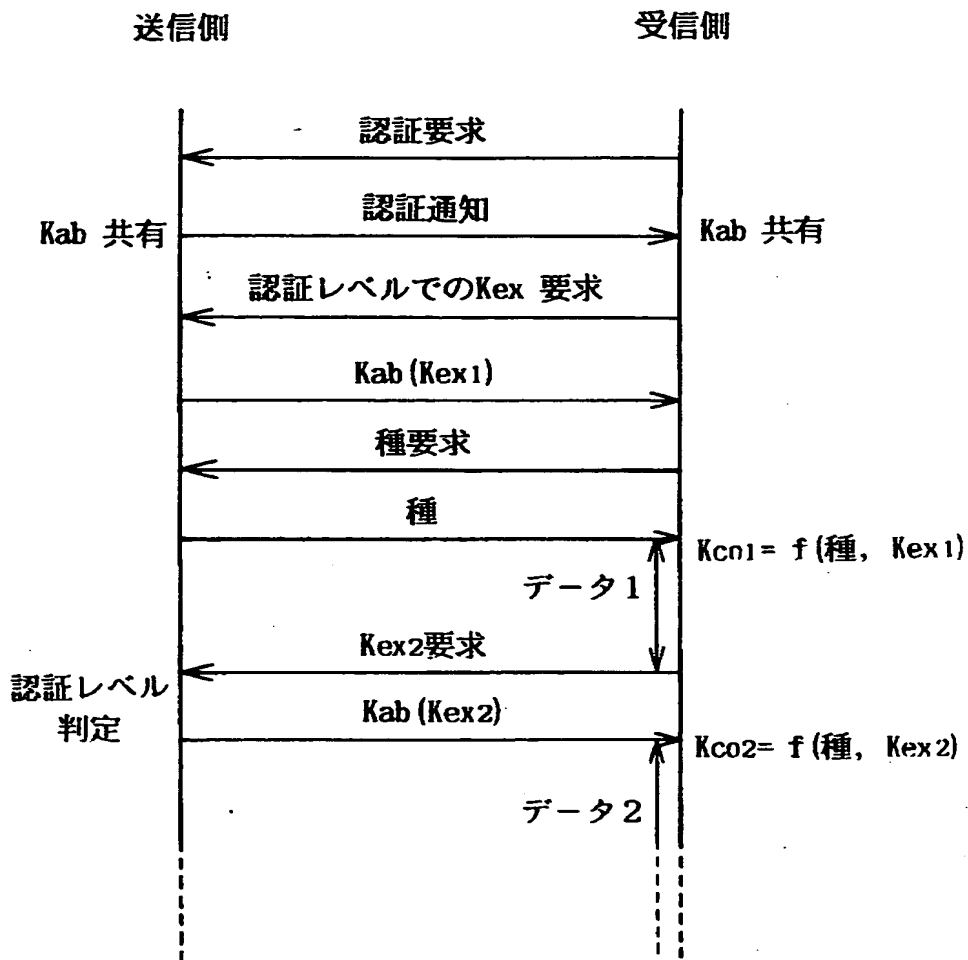 送信側
受信側
認証要求
認証通知
Kab 共有
Kab 共有
認証レベルでのKex 要求
Kab(Kex1)
種要求
種
Kco1= f(種, Kex1)
データ1
Kex2要求
認証レベル
判定
Kab(Kex2)
Kco2= f(種, Kex2)
データ2